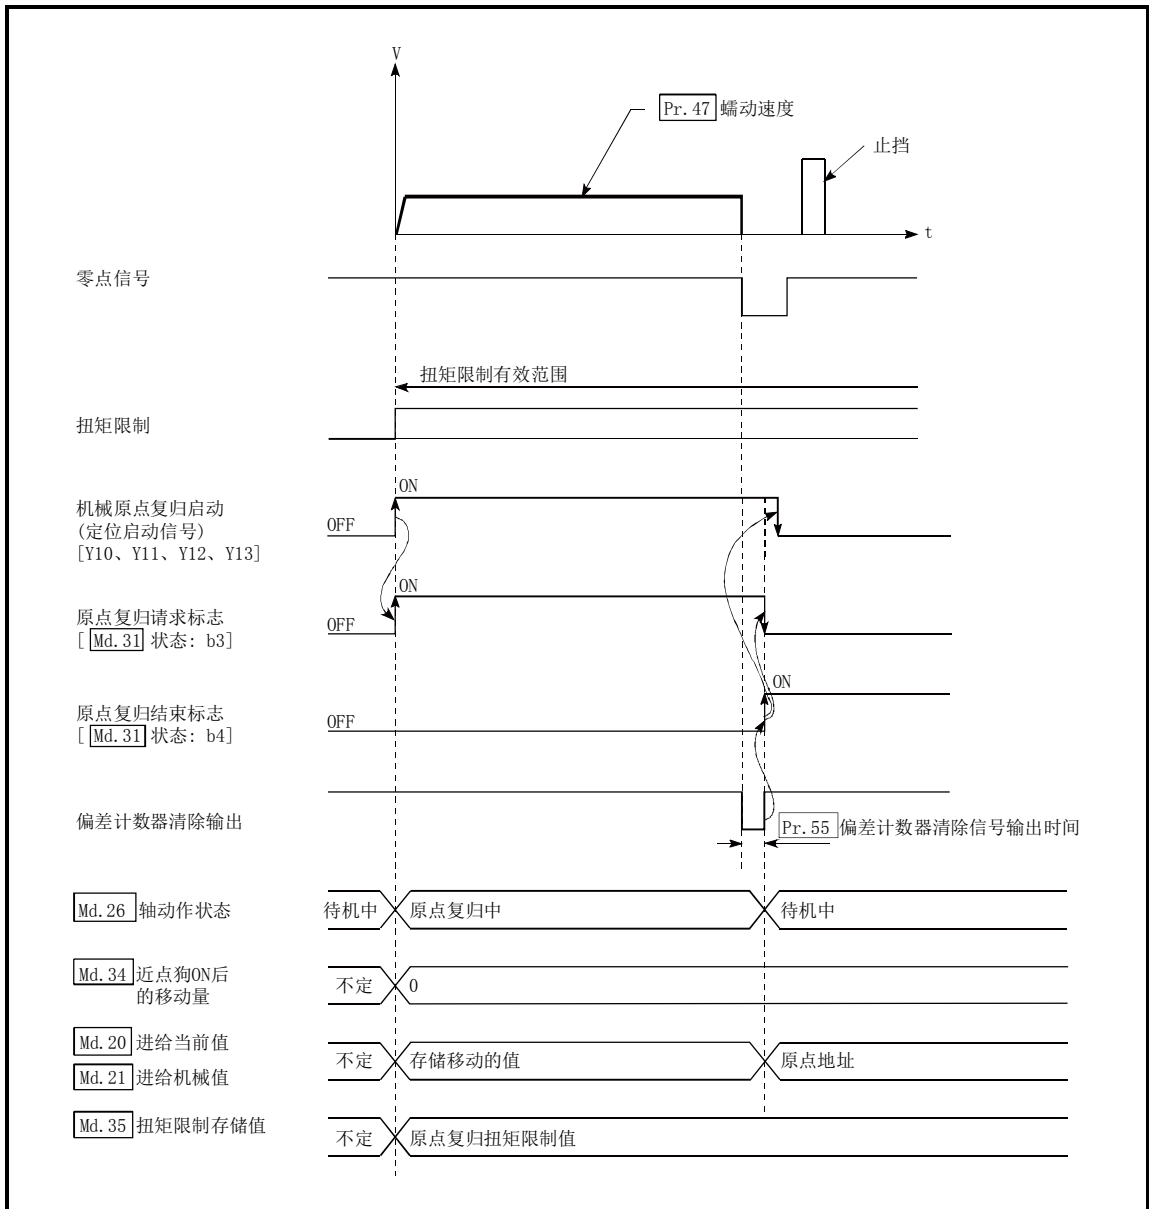 V
Pr. 47 蠕动速度
止挡
t
零点信号
扭矩限制有效范围
扭矩限制
ON
机械原点复归启动
(定位启动信号)
OFF
[Y10、Y11、Y12、Y13]
ON
原点复归请求标志
OFF
[ Md. 31 状态: b3]
ON
原点复归结束标志
OFF
[ Md. 31 状态: b4]
偏差计数器清除输出
Pr. 55 偏差计数器清除信号输出时间
Md. 26 轴动作状态
待机中 原点复归中 待机中
Md. 34 近点狗ON后
的移动量
不定 0
Md. 20 进给当前值
不定 存储移动的值 原点地址
Md. 21 进给机械值
Md. 35 扭矩限制存储值
不定 原点复归扭矩限制值